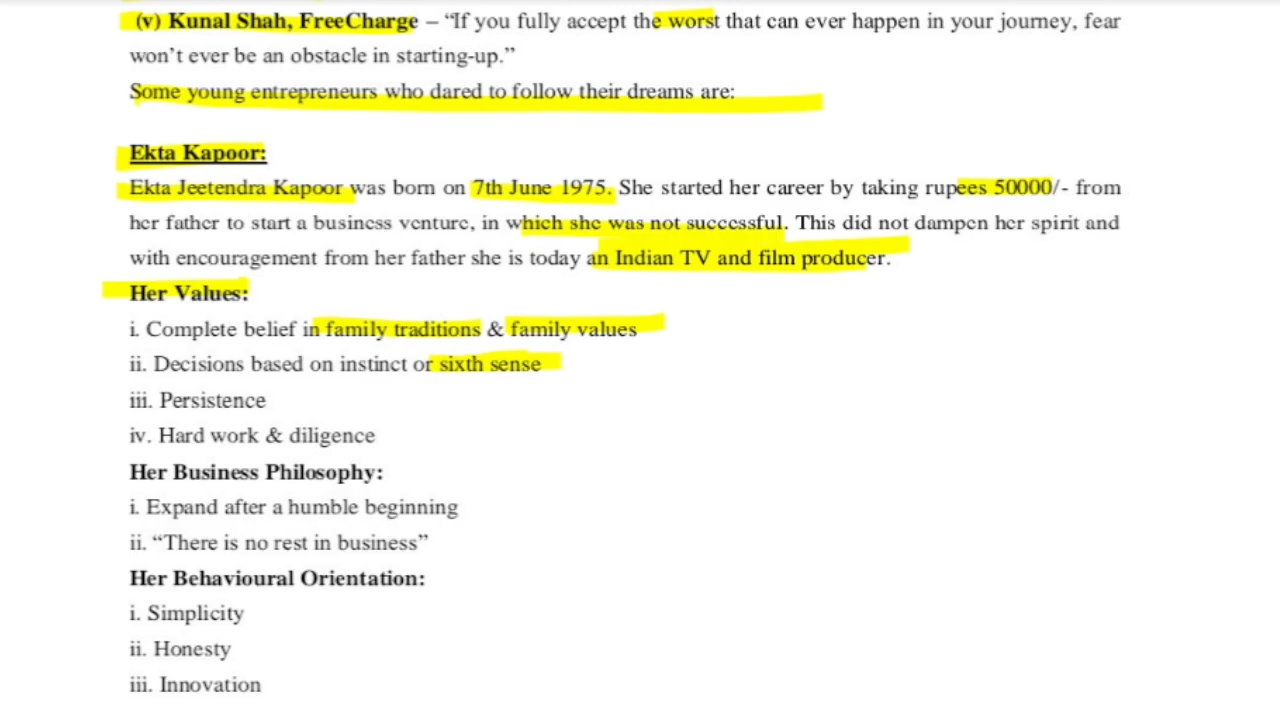 (v) Kunal Shah, FreeCharge – “If you fully accept the worst that can ever happen in your journey, fear
won’t ever be an obstacle in starting-up.”
Some young entrepreneurs who dared to follow their dreams are:
Ekta Kapoor:
Ekta Jeetendra Kapoor was born on 7th June 1975. She started her career by taking rupees 50000/- from
her father to start a business venture, in which she was not successful. This did not dampen her spirit and
with encouragement from her father she is today an Indian TV and film producer.
Her Values:
i. Complete belief in family traditions & family values
ii. Decisions based on instinct or sixth sense
iii. Persistence
iv. Hard work & diligence
Her Business Philosophy:
i. Expand after a humble beginning
ii. “There is no rest in business”
Her Behavioural Orientation:
i. Simplicity
ii. Honesty
iii. Innovation